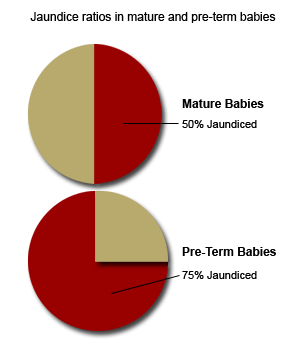 Jaundice ratios in mature and pre-term babies
Mature Babies
50% Jaundiced
Pre-Term Babies
75% Jaundiced